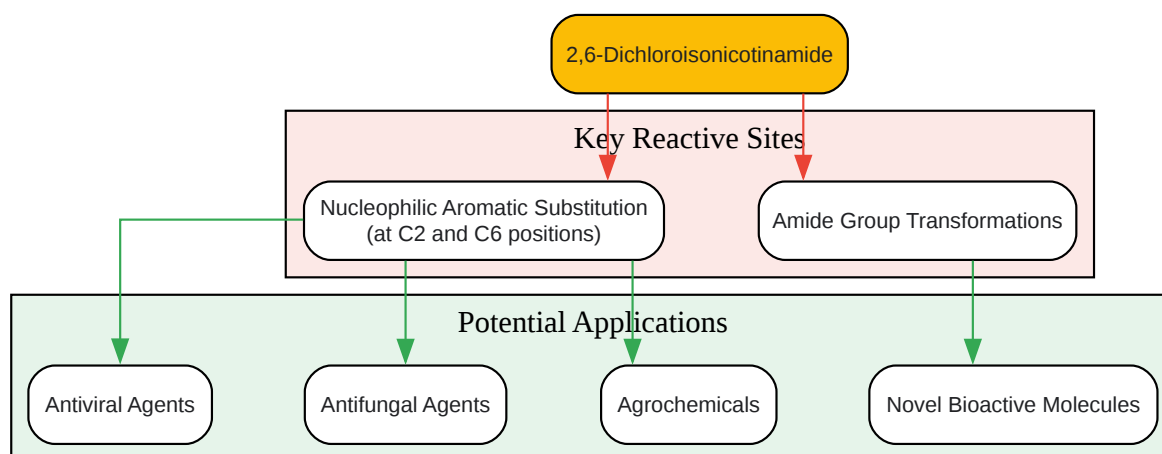 2,6-Dichloroisonicotinamide
Key Reactive Sites
Nucleophilic Aromatic Substitution
(at C2 and C6 positions)
Amide Group Transformations
Potential Applications
Antiviral Agents
Antifungal Agents
Agrochemicals
Novel Bioactive Molecules